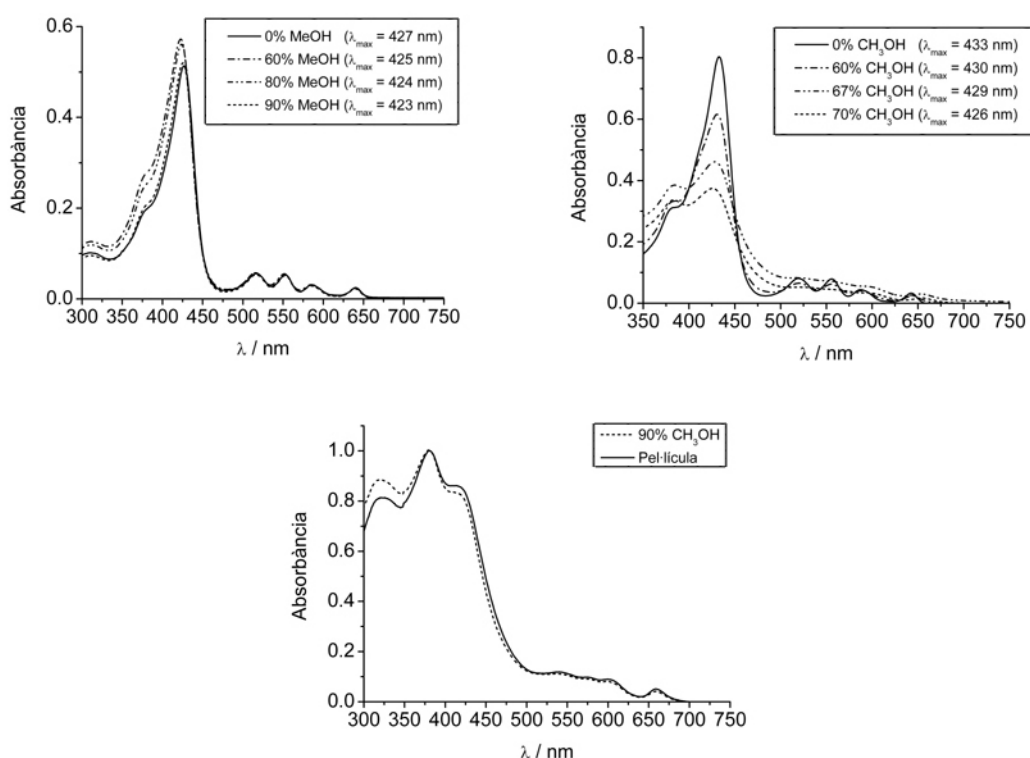 0% MeOH (λmax = 427 nm)
60% MeOH (λmax = 425 nm)
80% MeOH (λmax = 424 nm)
90% MeOH (λmax = 423 nm)
Absorbància
0.6
0.4
0.2
0.0
300 350 400 450 500 550 600 650 700 750
λ / nm
0% CH₃OH (λmax = 433 nm)
60% CH₃OH (λmax = 430 nm)
67% CH₃OH (λmax = 429 nm)
70% CH₃OH (λmax = 426 nm)
Absorbància
0.8
0.6
0.4
0.2
0.0
350 400 450 500 550 600 650 700 750
λ / nm
90% CH₃OH
Pel·lícula
Absorbància
1.0
0.8
0.6
0.4
0.2
0.0
300 350 400 450 500 550 600 650 700 750
λ / nm